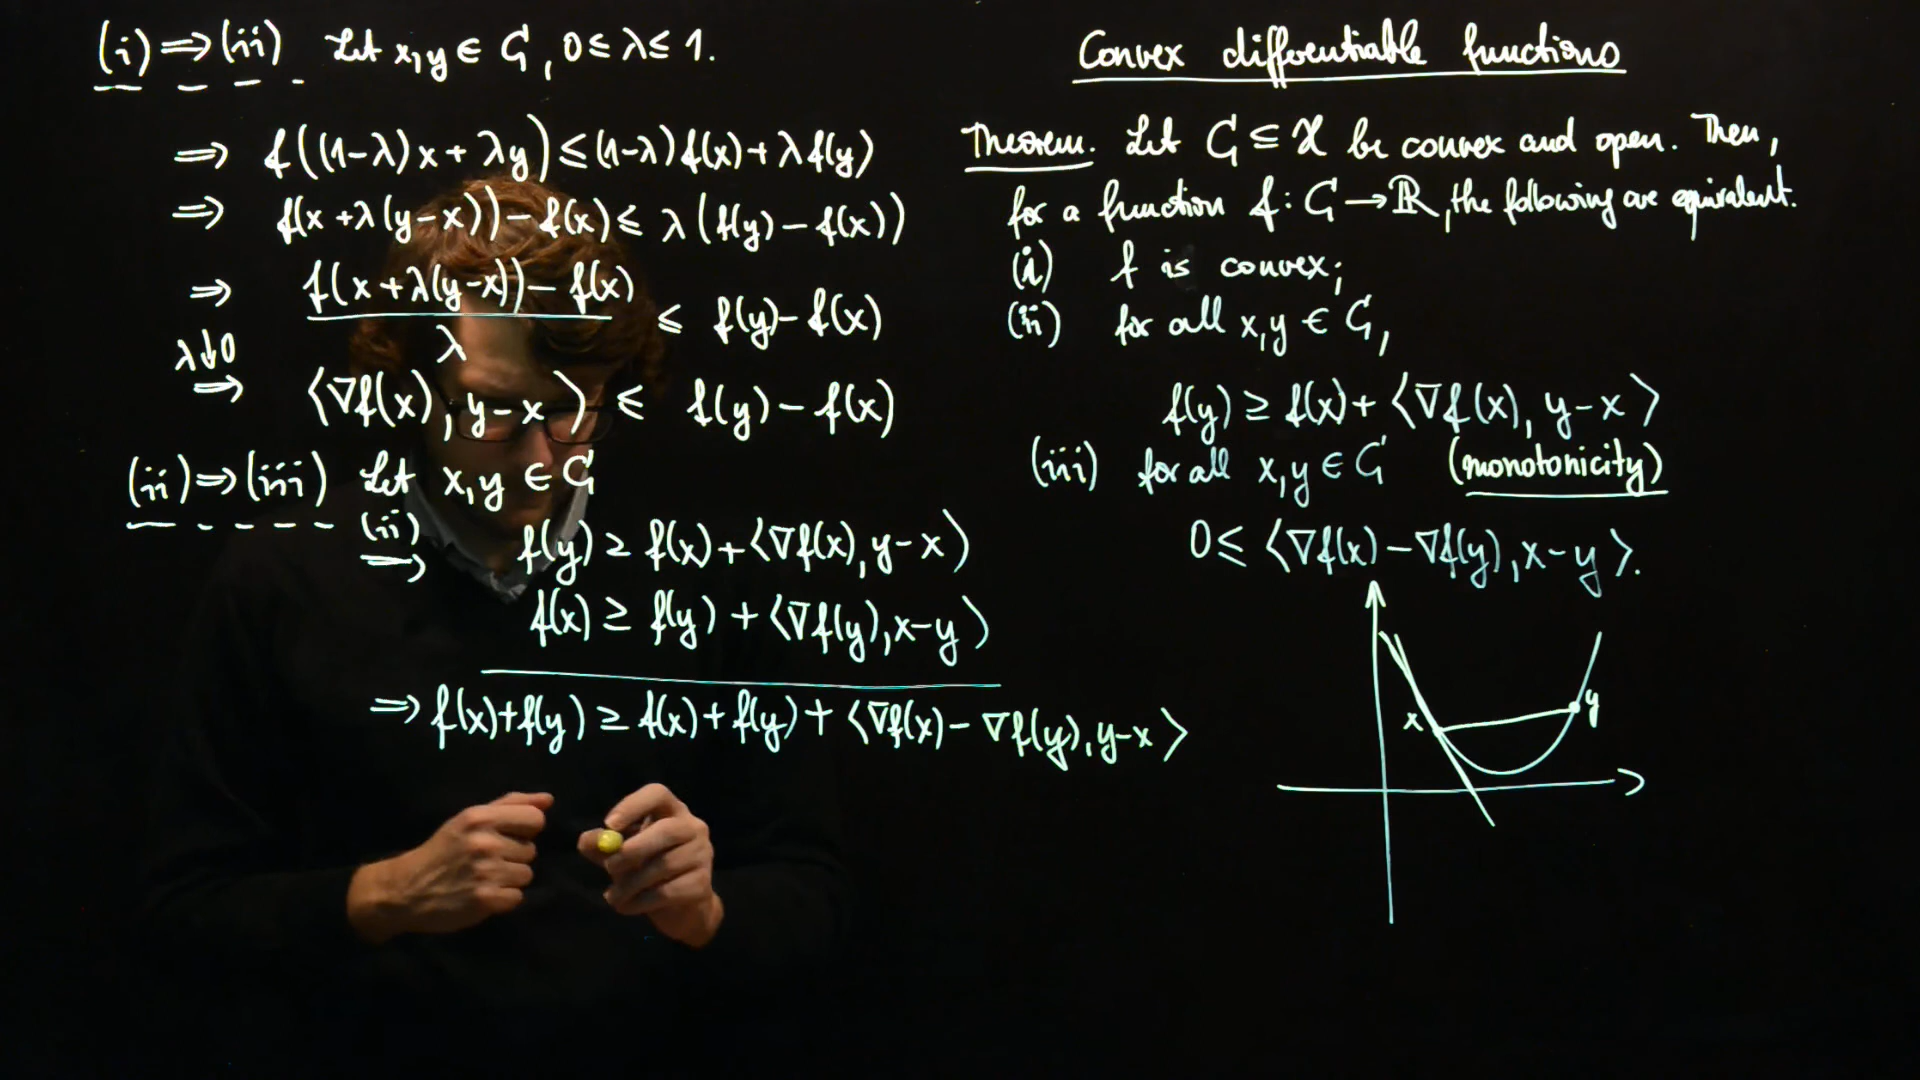 (i) ⇒ (ii) Let x, y ∈ G, 0 ≤ λ ≤ 1.
⇒ f((1-λ)x + λy) ≤ (1-λ)f(x) + λf(y)
⇒ f(x + λ(y-x)) - f(x) ≤ λ(f(y) - f(x))
⇒ f(x + λ(y-x)) - f(x) / λ ≤ f(y) - f(x)
λ↓0 ⇒ ⟨∇f(x), y-x⟩ ≤ f(y) - f(x)
(ii) ⇒ (iii) Let x, y ∈ G
(ii) ⇒ f(y) ≥ f(x) + ⟨∇f(x), y-x⟩
f(x) ≥ f(y) + ⟨∇f(y), x-y⟩
⇒ f(x) + f(y) ≥ f(x) + f(y) + ⟨∇f(x) - ∇f(y), y-x⟩
Convex differentiable functions
Theorem. Let G ⊆ X be convex and open. Then,
for a function f: G → ℝ, the following are equivalent.
(i) f is convex;
(ii) for all x, y ∈ G,
f(y) ≥ f(x) + ⟨∇f(x), y-x⟩
(iii) for all x, y ∈ G (monotonicity)
0 ≤ ⟨∇f(x) - ∇f(y), x-y⟩.
x y